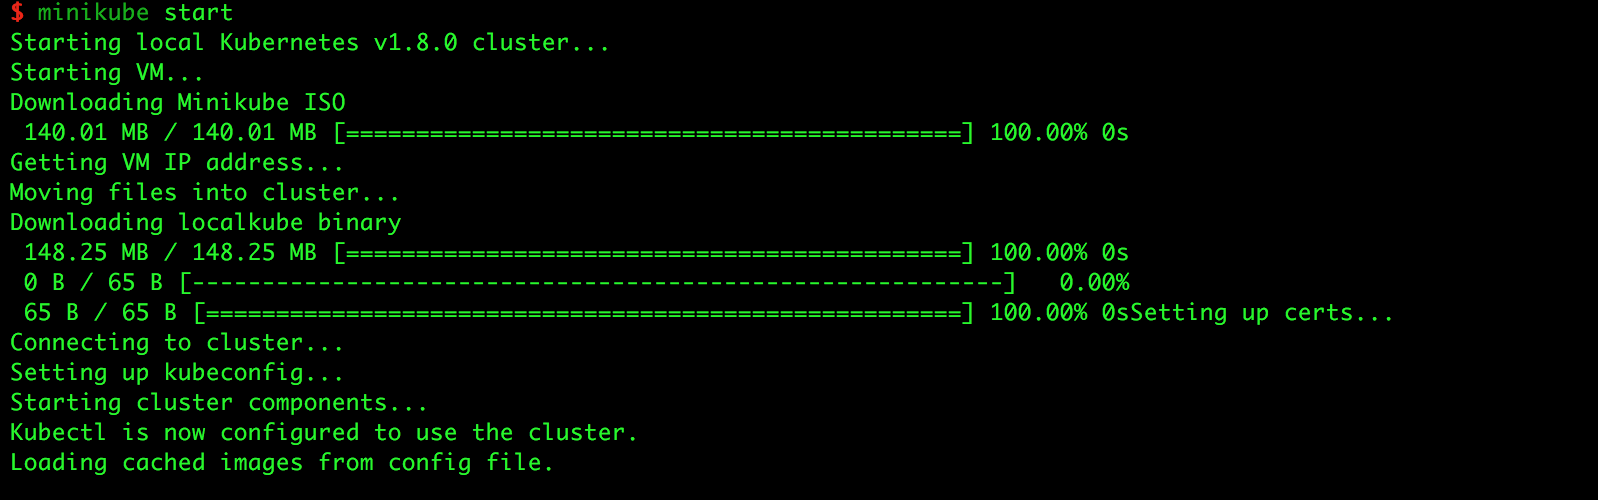 $ minikube start
Starting local Kubernetes v1.8.0 cluster...
Starting VM...
Downloading Minikube ISO
 140.01 MB / 140.01 MB [============================================] 100.00% 0s
Getting VM IP address...
Moving files into cluster...
Downloading localkube binary
 148.25 MB / 148.25 MB [============================================] 100.00% 0s
 0 B / 65 B [----------------------------------------------------------]   0.00%
 65 B / 65 B [======================================================] 100.00% 0sSetting up certs...
Connecting to cluster...
Setting up kubeconfig...
Starting cluster components...
Kubectl is now configured to use the cluster.
Loading cached images from config file.